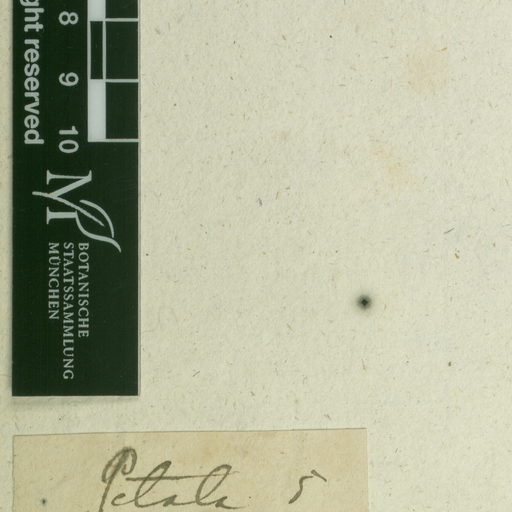 ght reserved
8
9
10
BOTANISCHE
STAATSSAMMLUNG
MÜNCHEN
Petala 5